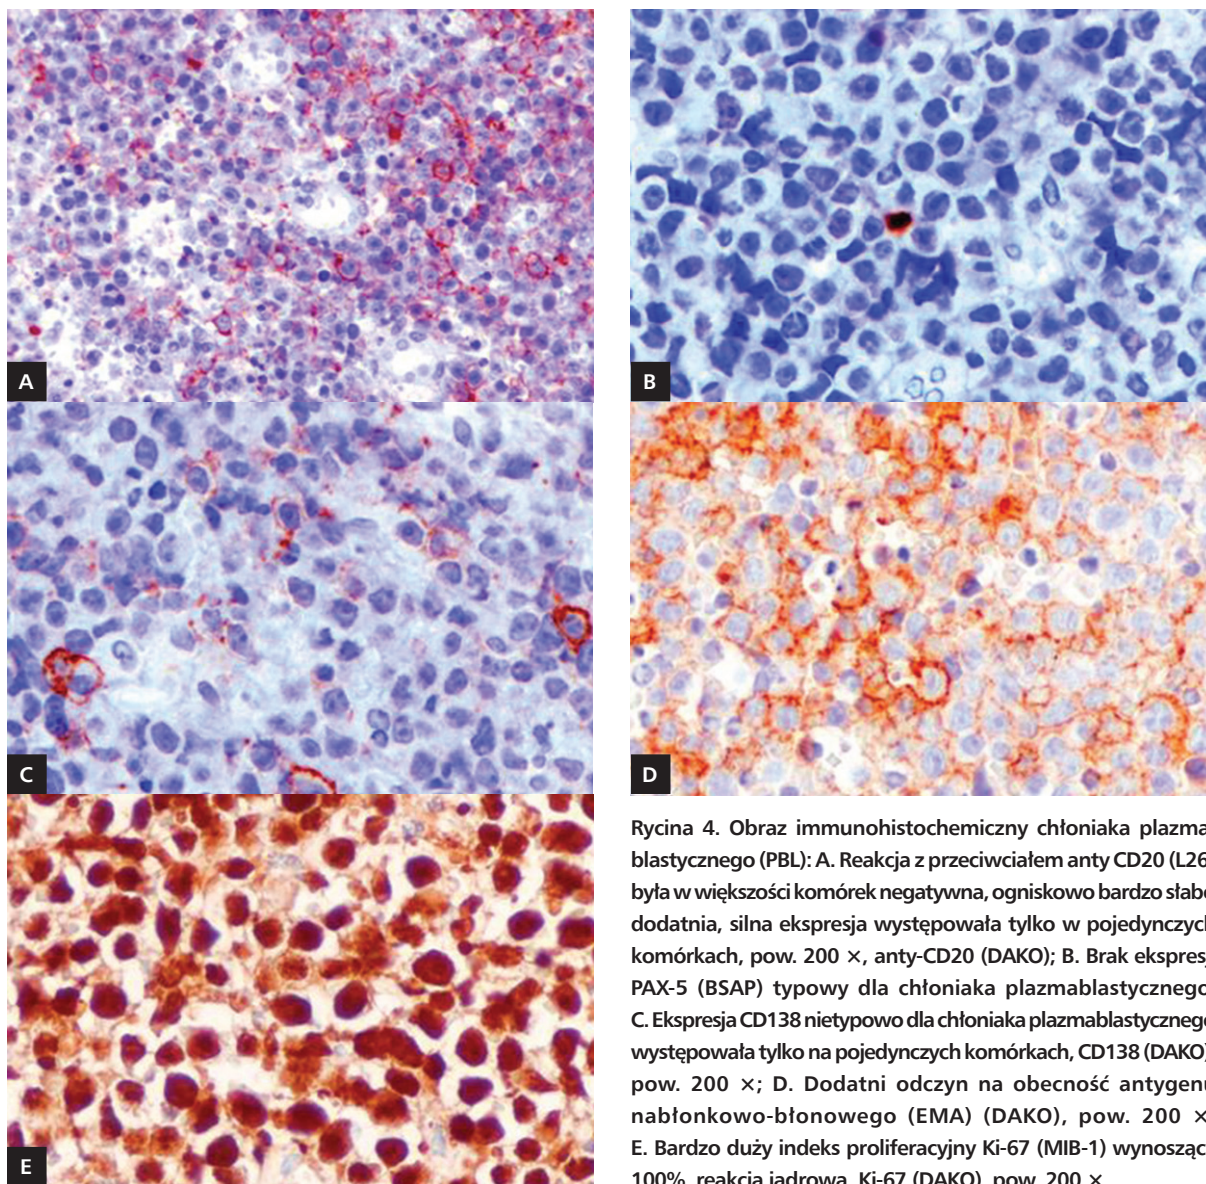 A
B
C
D
E
Rycina 4. Obraz immunohistochemiczny chłoniaka plazma
blastycznego (PBL): A. Reakcja z przeciwciałem anty CD20 (L26
była w większości komórek negatywna, ogniskowo bardzo słabo
dodatnia, silna ekspresja występowała tylko w pojedynczych
komórkach, pow. 200 ×, anty-CD20 (DAKO); B. Brak ekspresj
PAX-5 (BSAP) typowy dla chłoniaka plazmablastycznego
C. Ekspresja CD138 nietypowo dla chłoniaka plazmablastycznego
występowała tylko na pojedynczych komórkach, CD138 (DAKO)
pow. 200 ×; D. Dodatni odczyn na obecność antygenu
nabłonkowo-błonowego (EMA) (DAKO), pow. 200 ×
E. Bardzo duży indeks proliferacyjny Ki-67 (MIB-1) wynosząc
100%, reakcja jądrowa, Ki-67 (DAKO), pow. 200 ×